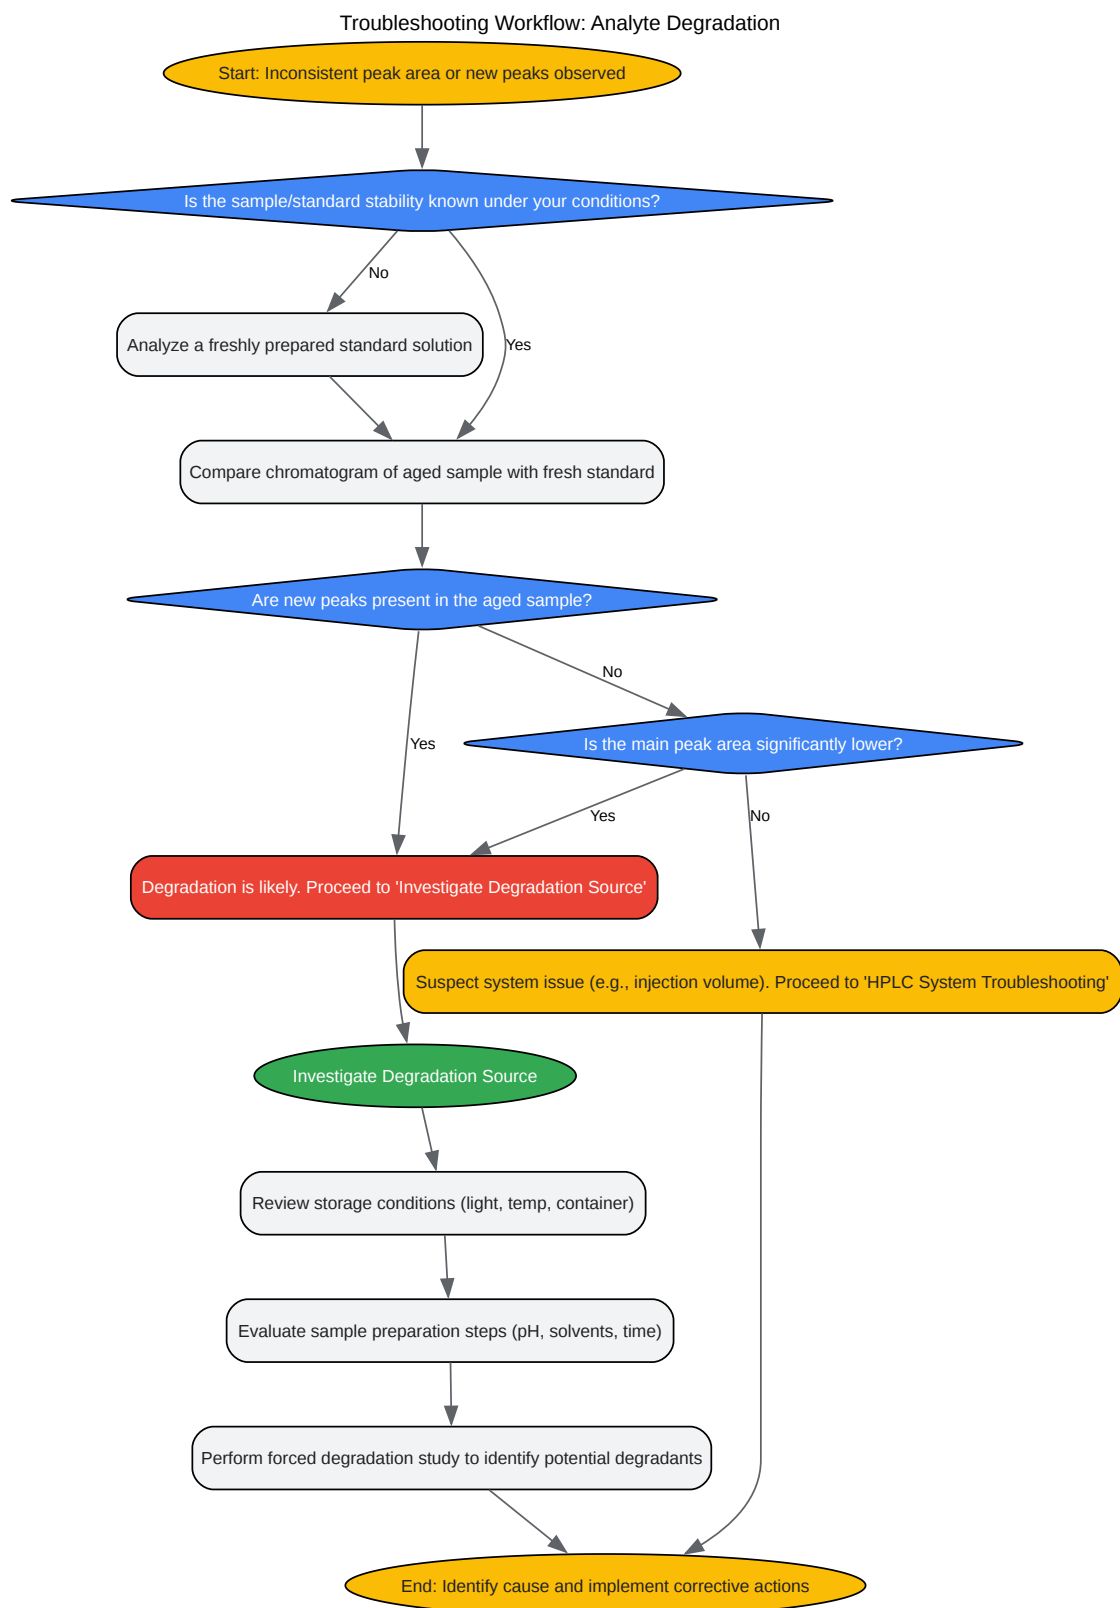 Troubleshooting Workflow: Analyte Degradation
Start: Inconsistent peak area or new peaks observed
Is the sample/standard stability known under your conditions?
No
Analyze a freshly prepared standard solution
Yes
Compare chromatogram of aged sample with fresh standard
Are new peaks present in the aged sample?
No
Yes
Is the main peak area significantly lower?
Yes
No
Degradation is likely. Proceed to 'Investigate Degradation Source'
Suspect system issue (e.g., injection volume). Proceed to 'HPLC System Troubleshooting'
Investigate Degradation Source
Review storage conditions (light, temp, container)
Evaluate sample preparation steps (pH, solvents, time)
Perform forced degradation study to identify potential degradants
End: Identify cause and implement corrective actions